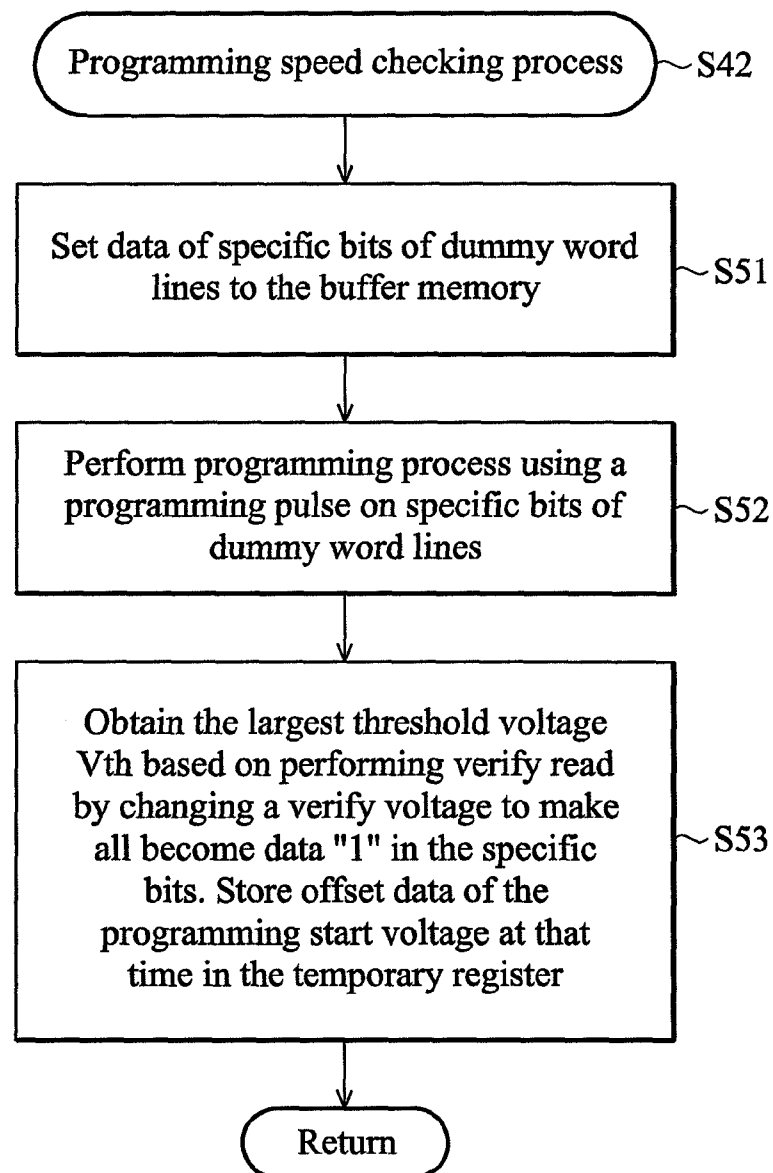 Programming speed checking process
S42
Set data of specific bits of dummy word
lines to the buffer memory
S51
Perform programming process using a
programming pulse on specific bits of
dummy word lines
S52
Obtain the largest threshold voltage
Vth based on performing verify read
by changing a verify voltage to make
all become data "1" in the specific
bits. Store offset data of the
programming start voltage at that
time in the temporary register
S53
Return